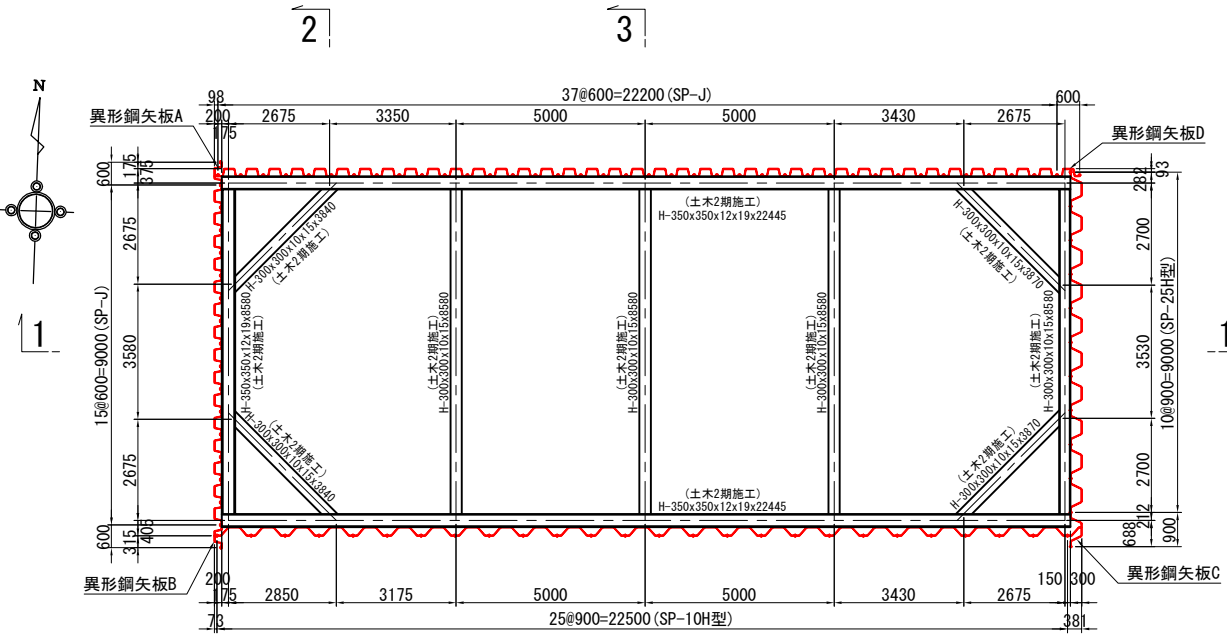 2
3
N
98
37@600=22200(SP-J)
600
異形鋼矢板A
200
2675
3350
5000
5000
3430
2675
175
異形鋼矢板D
600
175
375
93
282
(土木2期施工)
H-350x350x12x19x22445
H-300x300x10x15x3840
(土木2期施工)
H-300x300x10x15x3870
(土木2期施工)
2675
2700
1
15@600=9000(SP-J)
3580
H-350x350x12x19x8580
(土木2期施工)
(土木2期施工)
H-300x300x10x15x8580
(土木2期施工)
H-300x300x10x15x8580
(土木2期施工)
H-300x300x10x15x8580
(土木2期施工)
H-300x300x10x15x8580
3530
10@900=9000(SP-25H型)
1
2675
(土木2期施工)
H-300x300x10x15x3840
(土木2期施工)
H-300x300x10x15x3870
2700
(土木2期施工)
H-350x350x12x19x22445
600
315
405
212
688
900
異形鋼矢板B
200
150
300
異形鋼矢板C
175
2850
3175
5000
5000
3430
2675
73
25@900=22500(SP-10H型)
381